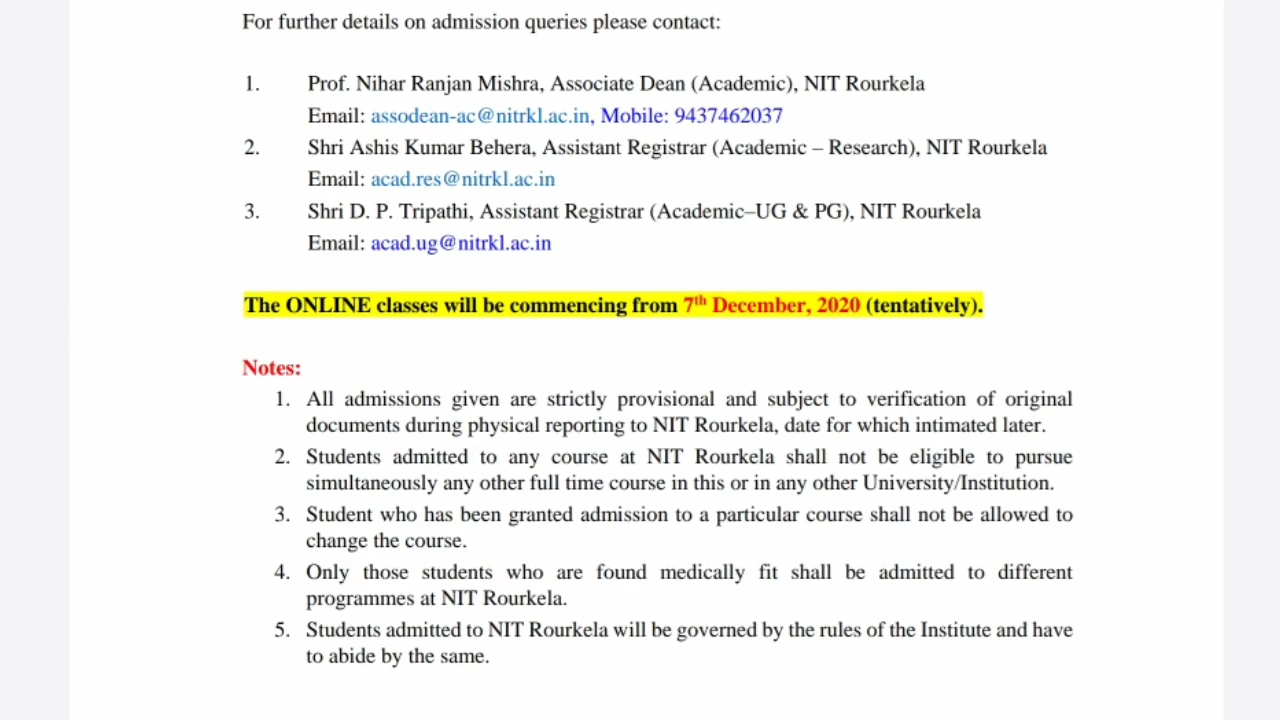 For further details on admission queries please contact:
1. Prof. Nihar Ranjan Mishra, Associate Dean (Academic), NIT Rourkela
Email: assodean-ac@nitrkl.ac.in, Mobile: 9437462037
2. Shri Ashis Kumar Behera, Assistant Registrar (Academic – Research), NIT Rourkela
Email: acad.res@nitrkl.ac.in
3. Shri D. P. Tripathi, Assistant Registrar (Academic–UG & PG), NIT Rourkela
Email: acad.ug@nitrkl.ac.in
The ONLINE classes will be commencing from 7th December, 2020 (tentatively).
Notes:
1. All admissions given are strictly provisional and subject to verification of original
documents during physical reporting to NIT Rourkela, date for which intimated later.
2. Students admitted to any course at NIT Rourkela shall not be eligible to pursue
simultaneously any other full time course in this or in any other University/Institution.
3. Student who has been granted admission to a particular course shall not be allowed to
change the course.
4. Only those students who are found medically fit shall be admitted to different
programmes at NIT Rourkela.
5. Students admitted to NIT Rourkela will be governed by the rules of the Institute and have
to abide by the same.